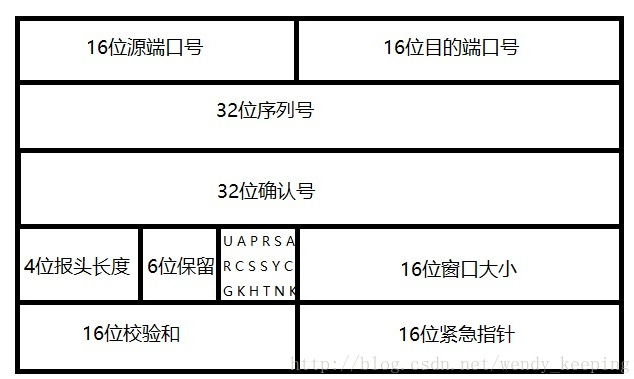 16位源端口号 16位目的端口号
32位序列号
32位确认号
4位报头长度 6位保留 UAPRSA
RCSSYC
GKHTNK 16位窗口大小
16位校验和 16位紧急指针
http://blog.csdn.net/wendy_keeping